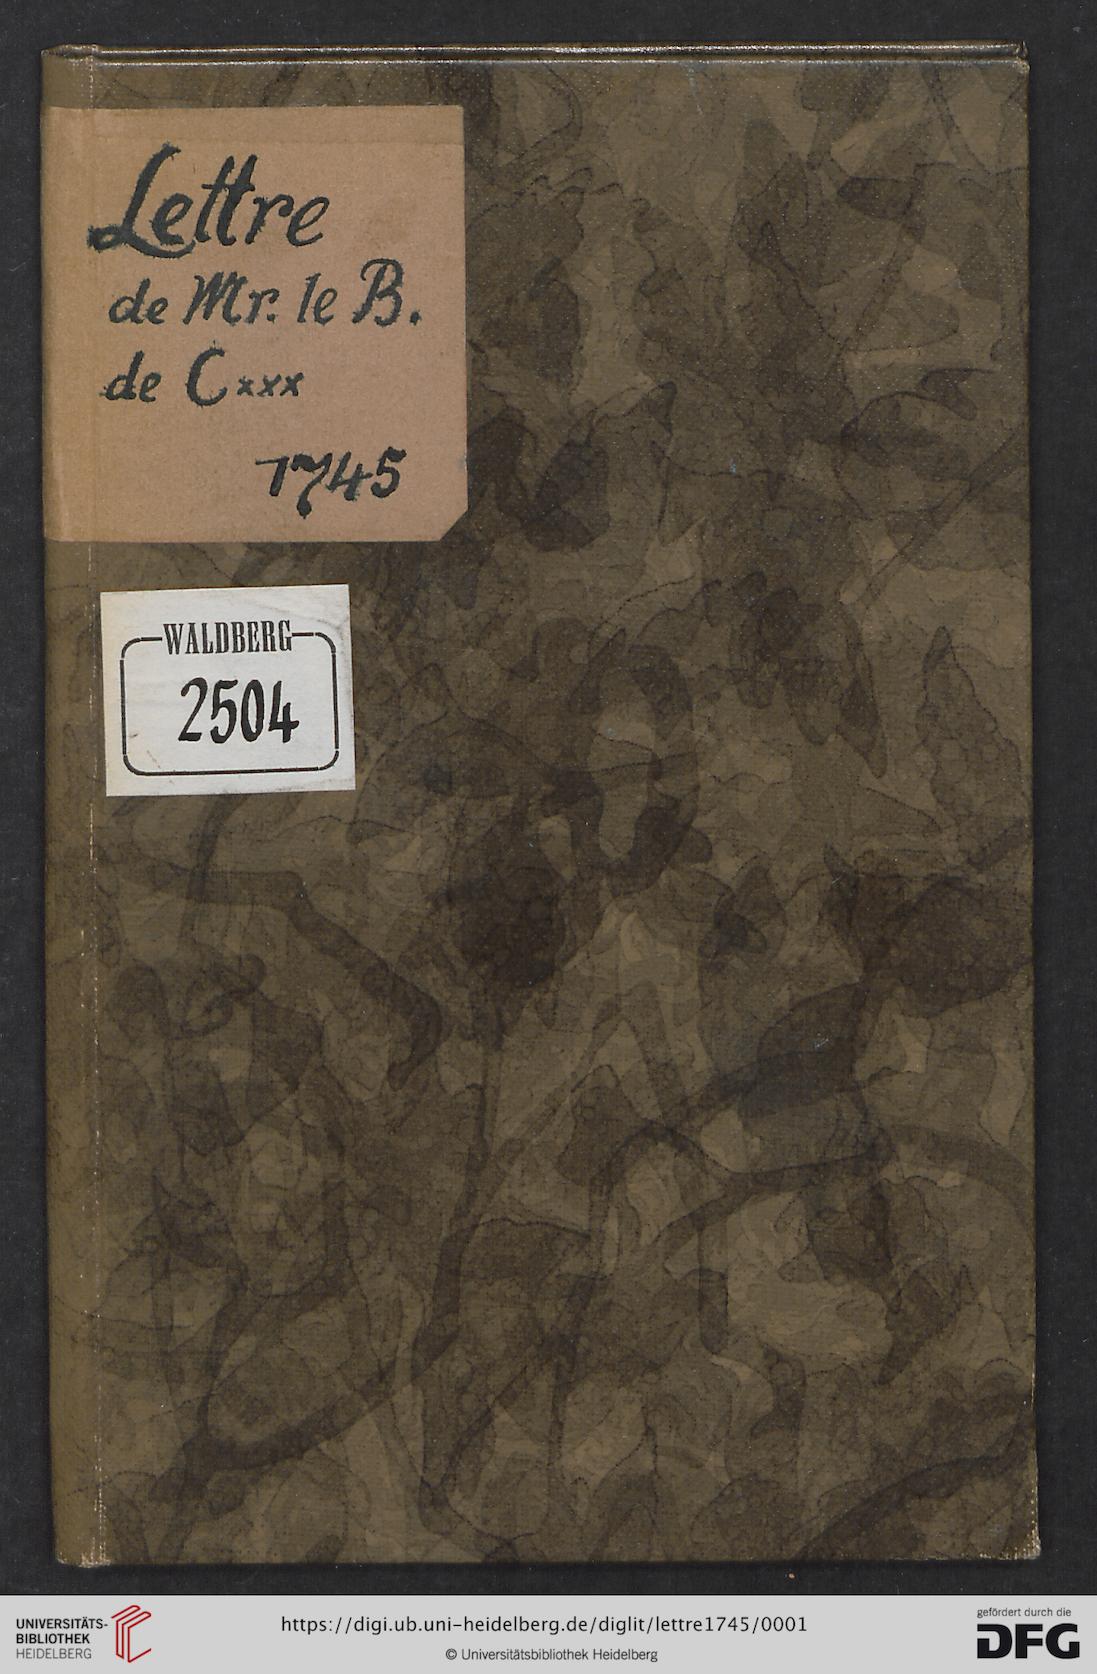 Lettre
de Mr. le B.
de Cxxx
1745
WALDBERG
2504
UNIVERSITÄTS-
BIBLIOTHEK
HEIDELBERG
https://digi.ub.uni-heidelberg.de/diglit/lettre1745/0001
© Universitätsbibliothek Heidelberg
gefördert durch die
DFG